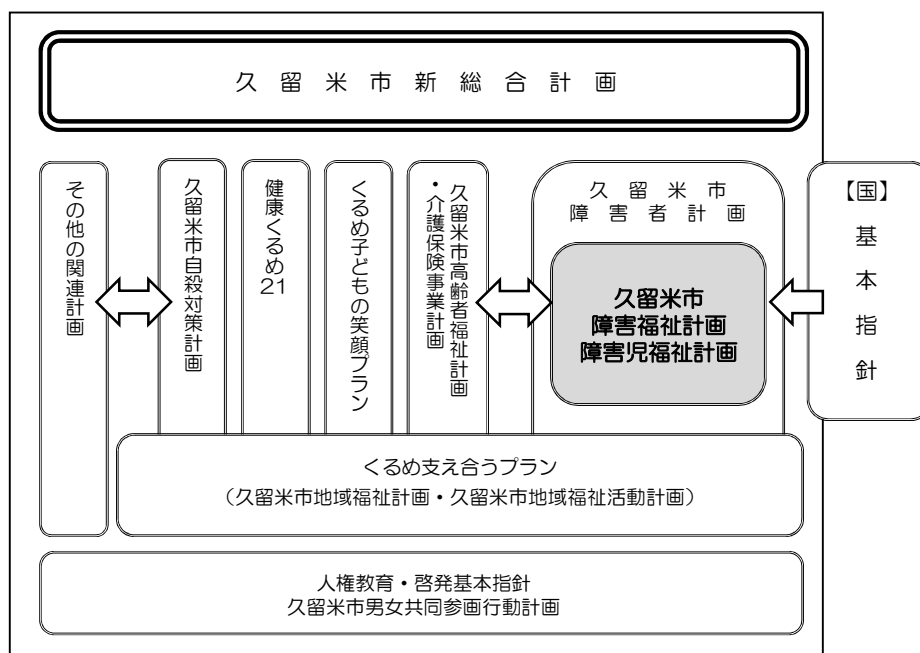 久留米市新総合計画
その他の関連計画
久留米市自殺対策計画
健康くるめ21
くるめ子どもの笑顔プラン
久留米市高齢者福祉計画
・介護保険事業計画
久留米市
障害者計画
久留米市
障害福祉計画
障害児福祉計画
【国】
基本指針
くるめ支え合うプラン
（久留米市地域福祉計画・久留米市地域福祉活動計画）
人権教育・啓発基本指針
久留米市男女共同参画行動計画